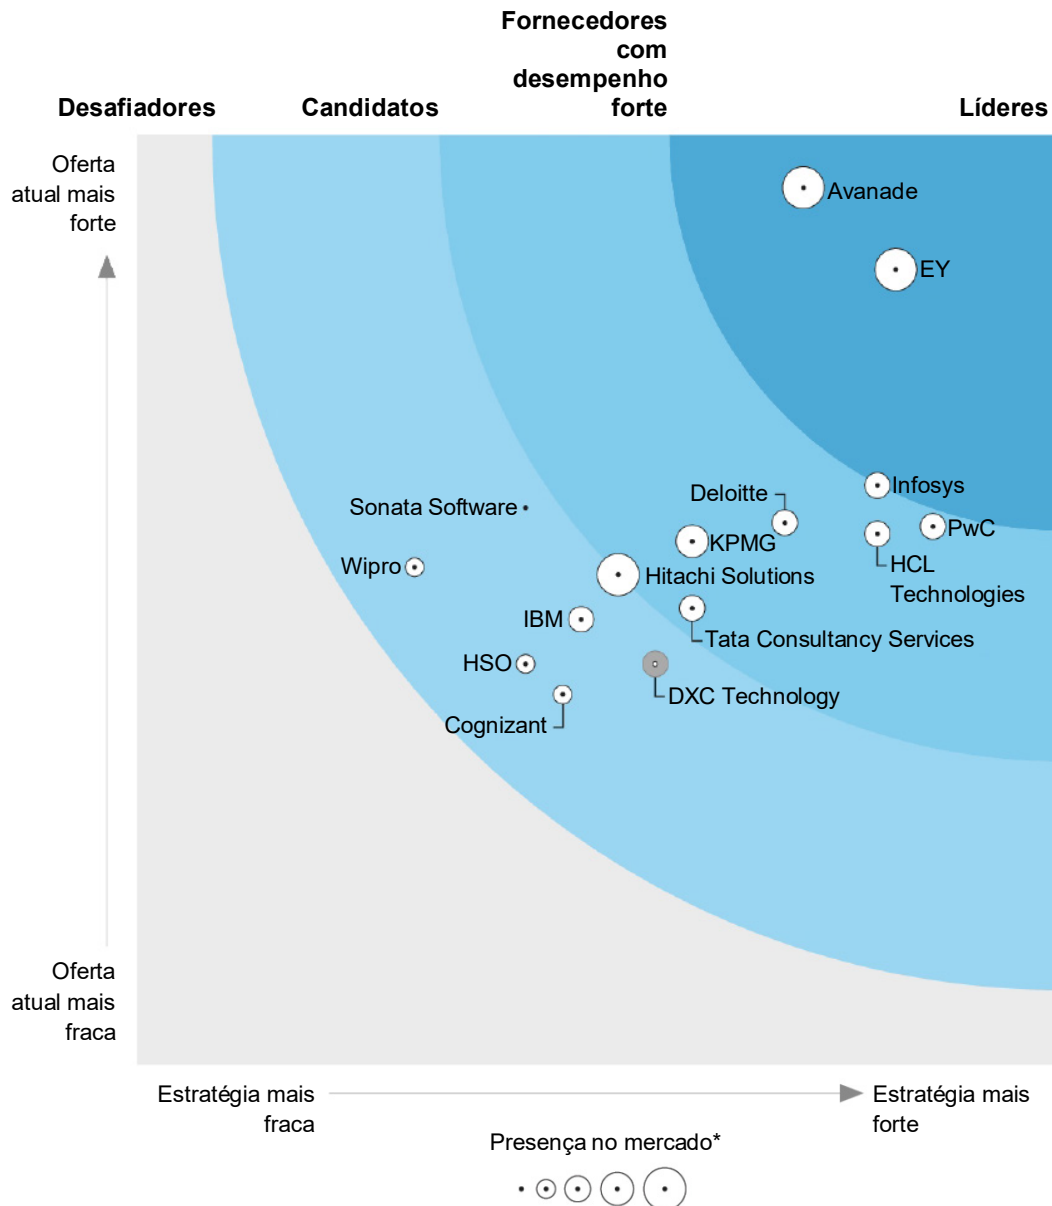 Fornecedores
com
desempenho
forte
Desafiadores
Candidatos
Líderes
Oferta
atual mais
forte
Avanade
EY
Infosys
Deloitte
Sonata Software
PwC
KPMG
HCL
Technologies
Wipro
Hitachi Solutions
IBM
Tata Consultancy Services
HSO
DXC Technology
Cognizant
Oferta
atual mais
fraca
Estratégia mais
fraca
Estratégia mais
forte
Presença no mercado*